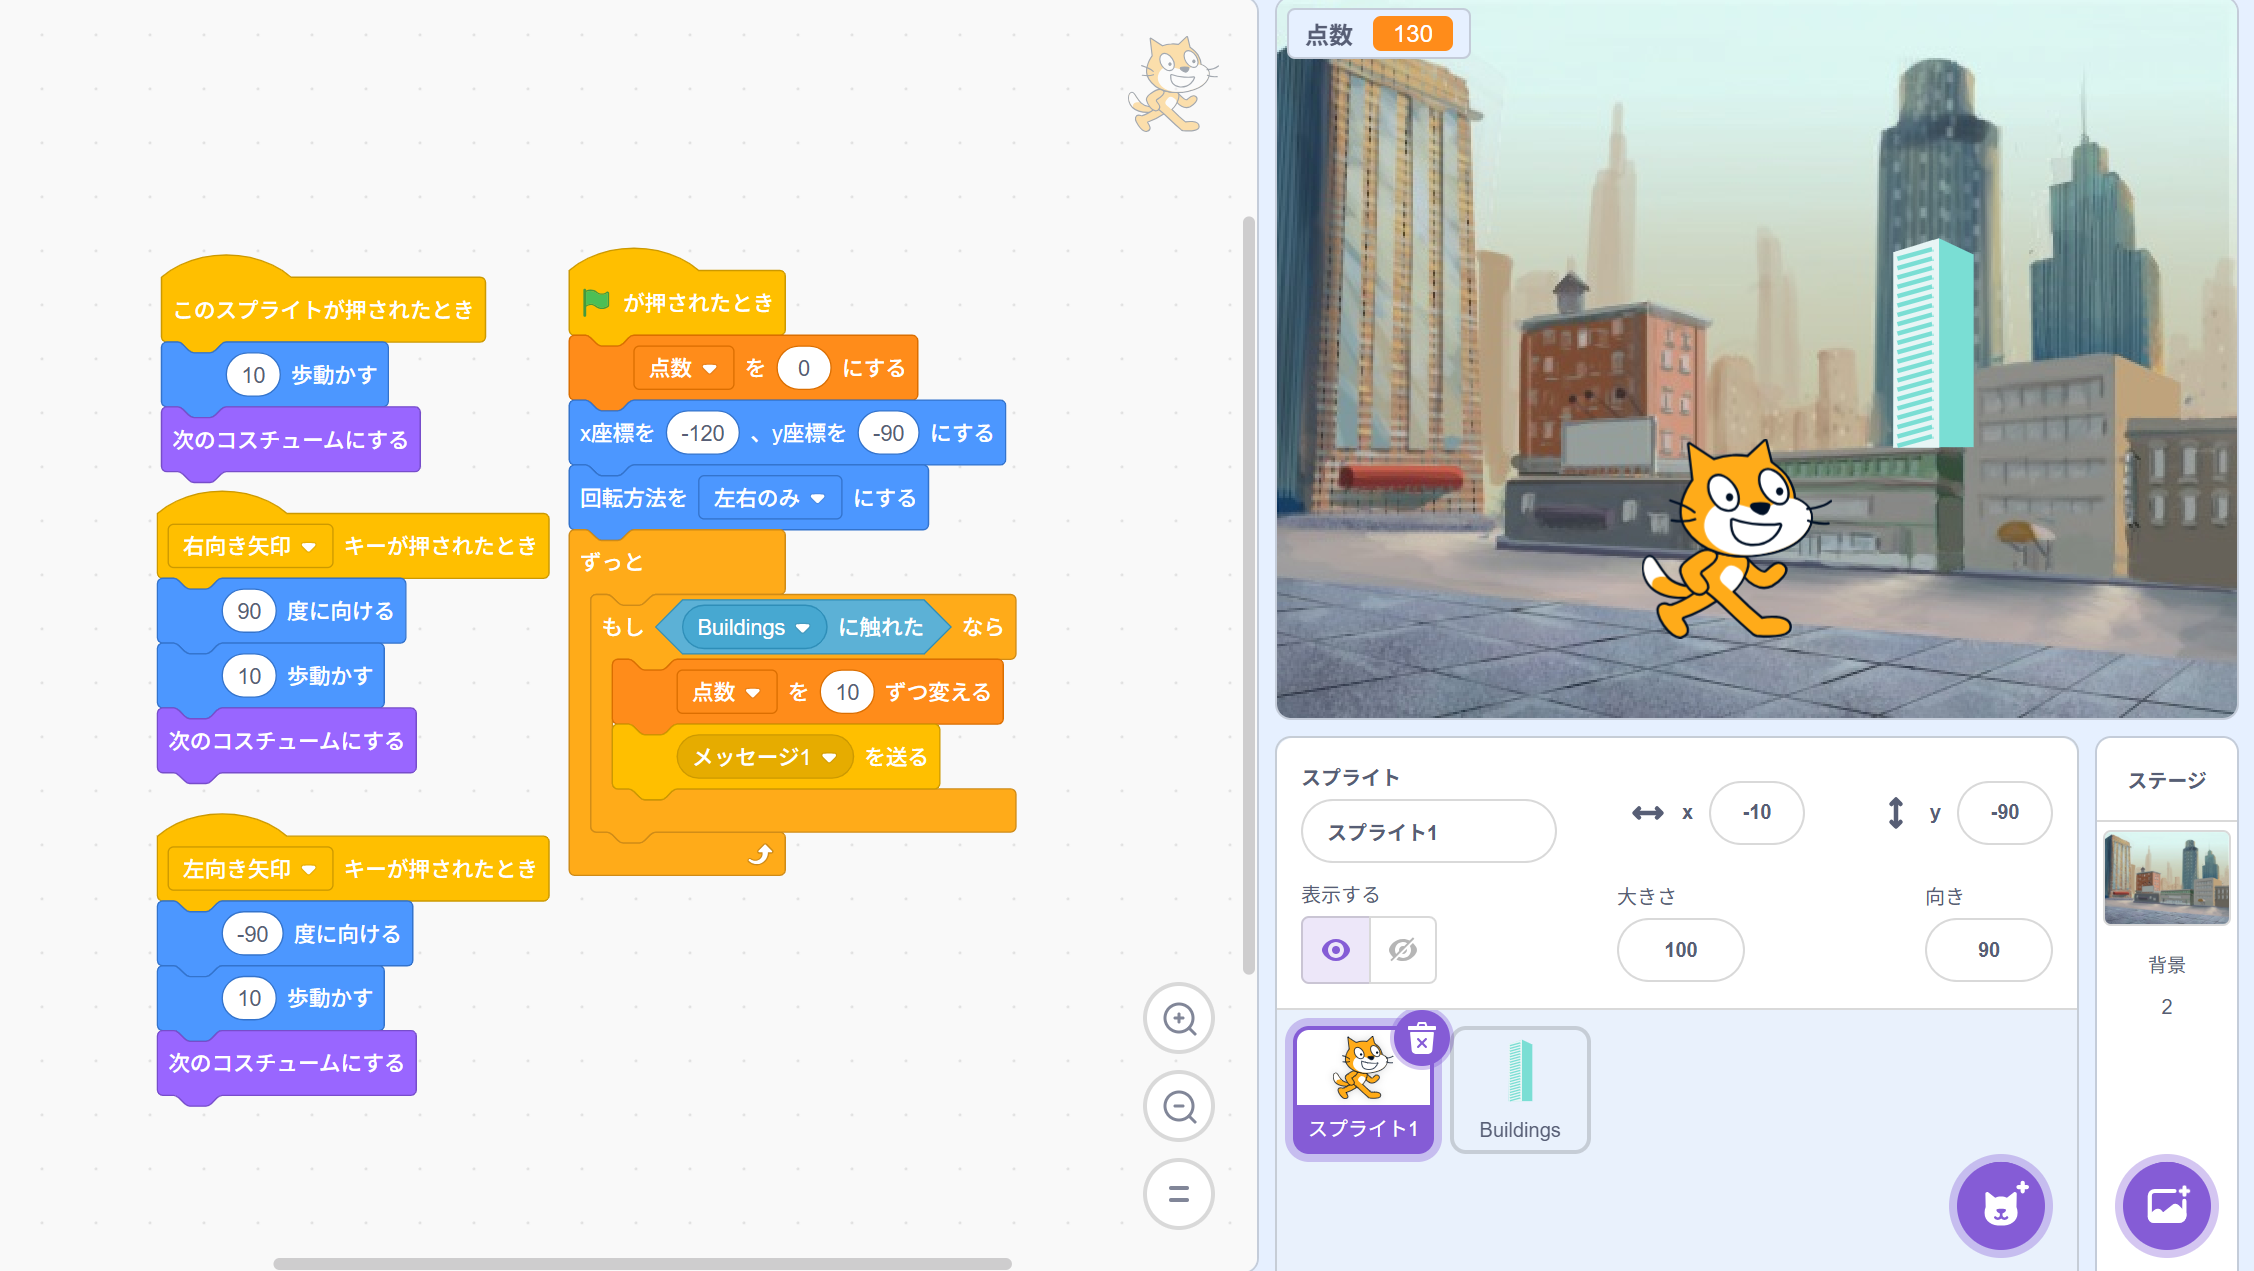 このスプライトが押されたとき
10 歩動かす
次のコスチュームにする
右向き矢印 キーが押されたとき
90 度に向ける
10 歩動かす
次のコスチュームにする
左向き矢印 キーが押されたとき
-90 度に向ける
10 歩動かす
次のコスチュームにする
が押されたとき
点数 を 0 にする
x座標を -120 、y座標を -90 にする
回転方法を 左右のみ にする
ずっと
もし Buildings に触れた なら
点数 を 10 ずつ変える
メッセージ1 を送る
点数 130
スプライト
スプライト1
x -10
y -90
表示する
大きさ
100
向き
90
スプライト1
Buildings
ステージ
背景
2